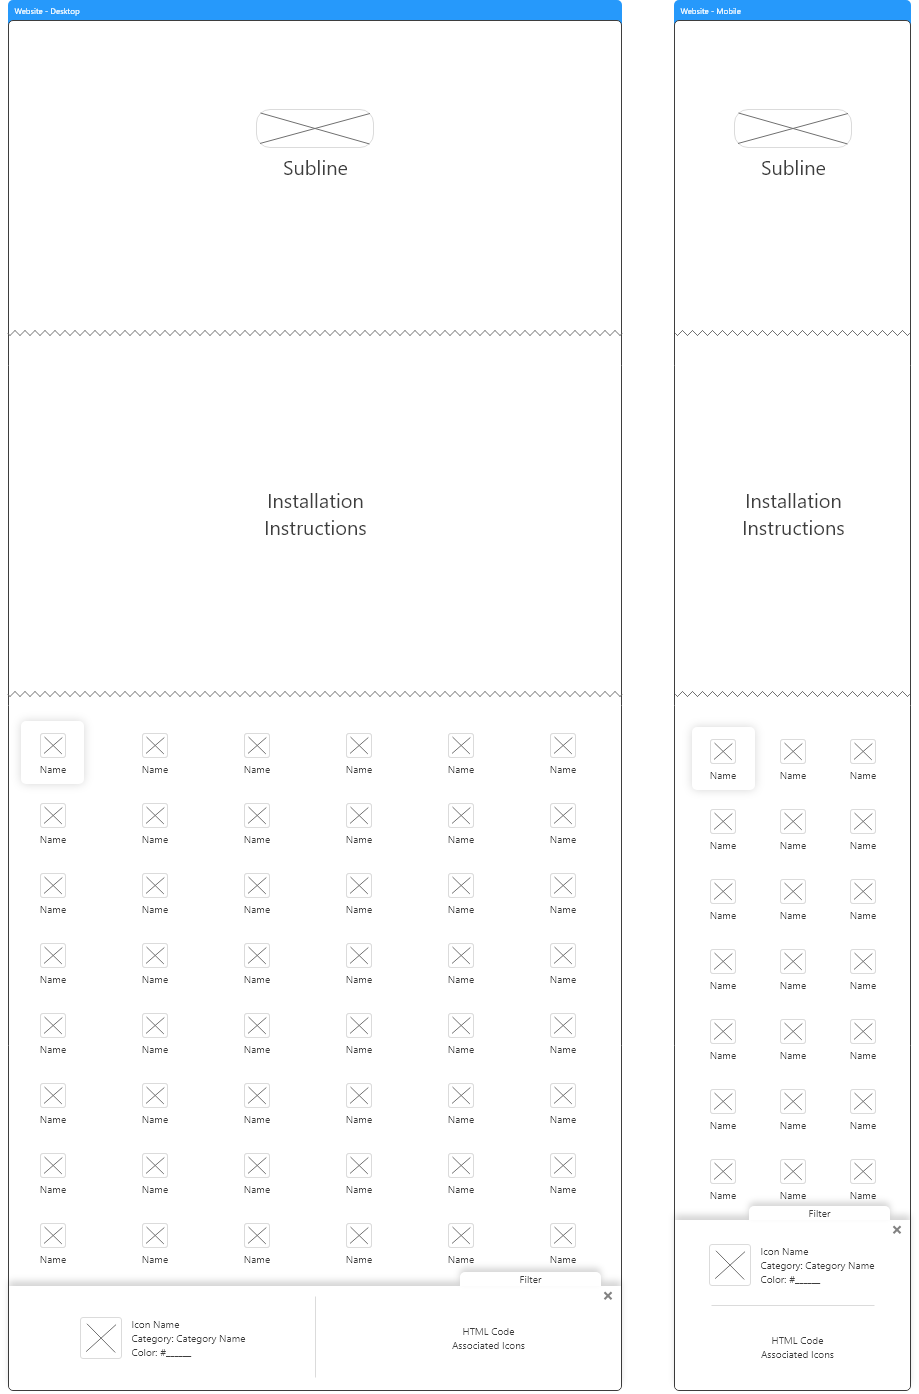 Website - Desktop
Subline
Installation
Instructions
Name Name Name Name Name Name
Name Name Name Name Name Name
Name Name Name Name Name Name
Name Name Name Name Name Name
Name Name Name Name Name Name
Name Name Name Name Name Name
Name Name Name Name Name Name
Name Name Name Name Name Name
Filter
Icon Name
Category: Category Name
Color: #______
HTML Code
Associated Icons
Website - Mobile
Subline
Installation
Instructions
Name Name Name
Name Name Name
Name Name Name
Name Name Name
Name Name Name
Name Name Name
Name Name Name
Filter
Icon Name
Category: Category Name
Color: #______
HTML Code
Associated Icons